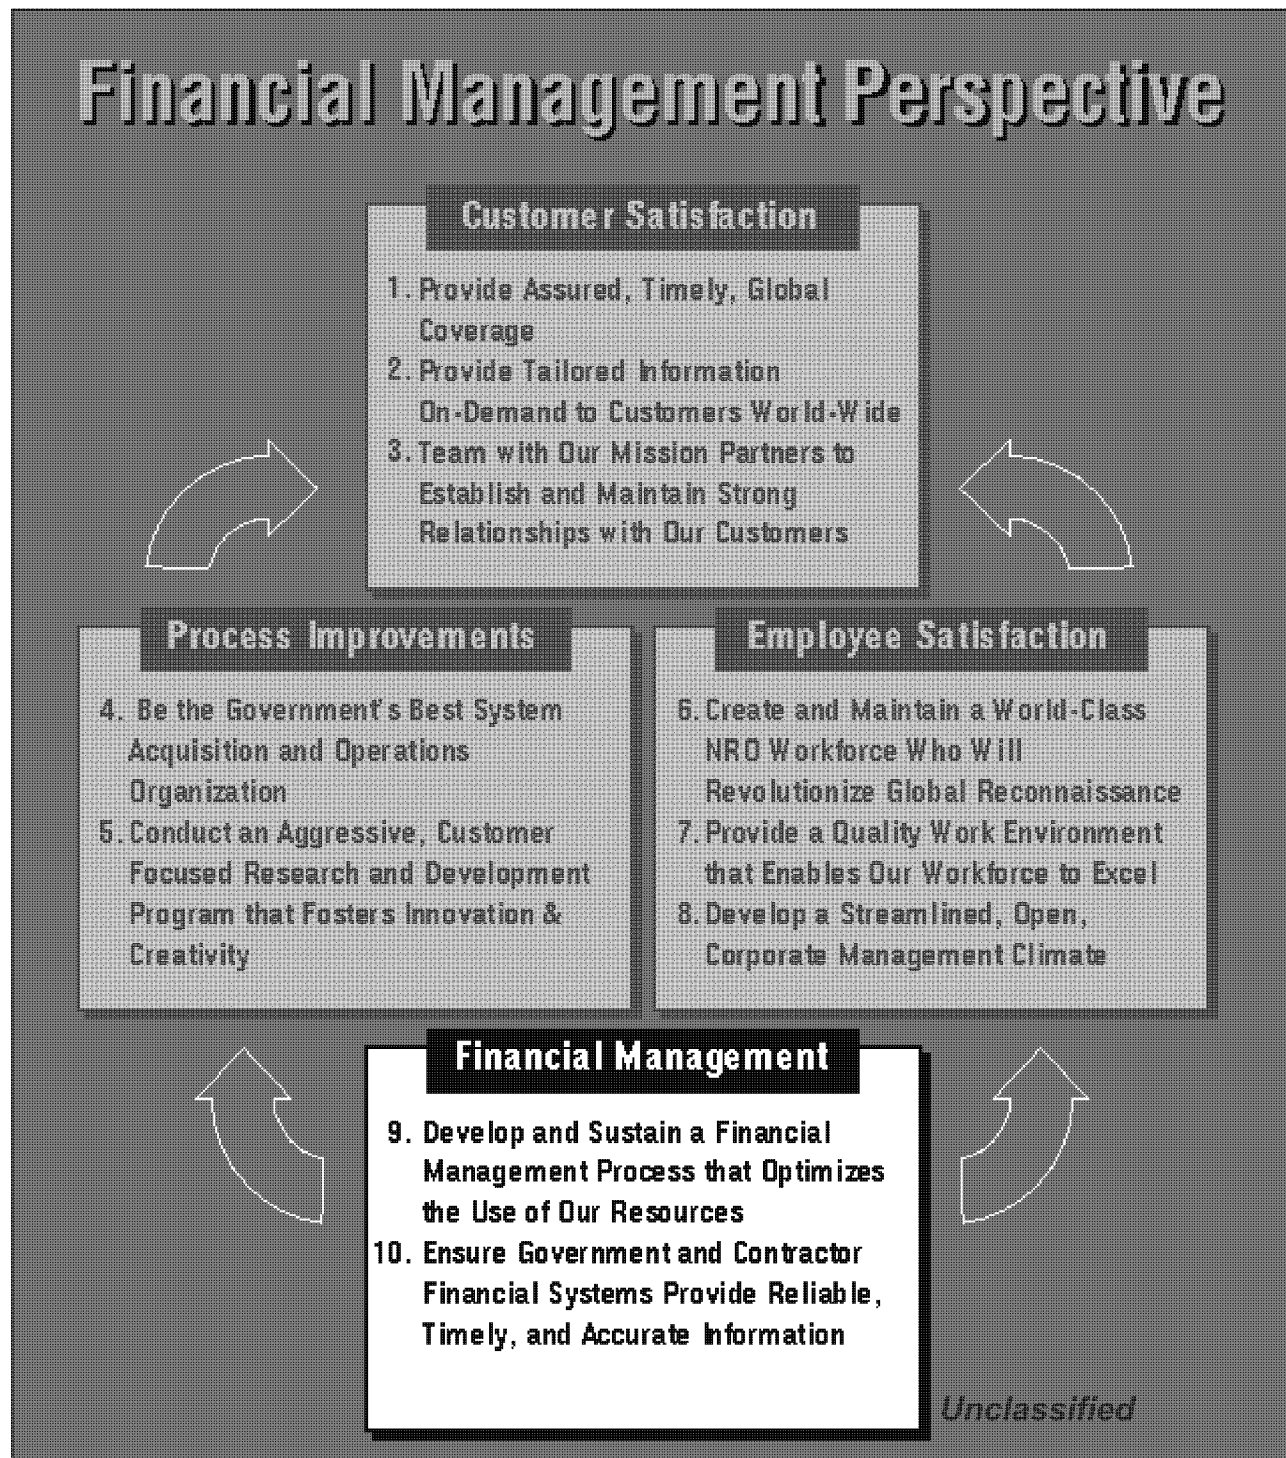 Financial Management Perspective
Customer Satisfaction
1. Provide Assured, Timely, Global
Coverage
2. Provide Tailored Information
On-Demand to Customers World-Wide
3. Team with Our Mission Partners to
Establish and Maintain Strong
Relationships with Our Customers
Process Improvements
4. Be the Government's Best System
Acquisition and Operations
Organization
5. Conduct an Aggressive, Customer
Focused Research and Development
Program that Fosters Innovation &
Creativity
Employee Satisfaction
6. Create and Maintain a World-Class
NRO Workforce Who Will
Revolutionize Global Reconnaissance
7. Provide a Quality Work Environment
that Enables Our Workforce to Excel
8. Develop a Streamlined, Open,
Corporate Management Climate
Financial Management
9. Develop and Sustain a Financial
Management Process that Optimizes
the Use of Our Resources
10. Ensure Government and Contractor
Financial Systems Provide Reliable,
Timely, and Accurate Information
Unclassified